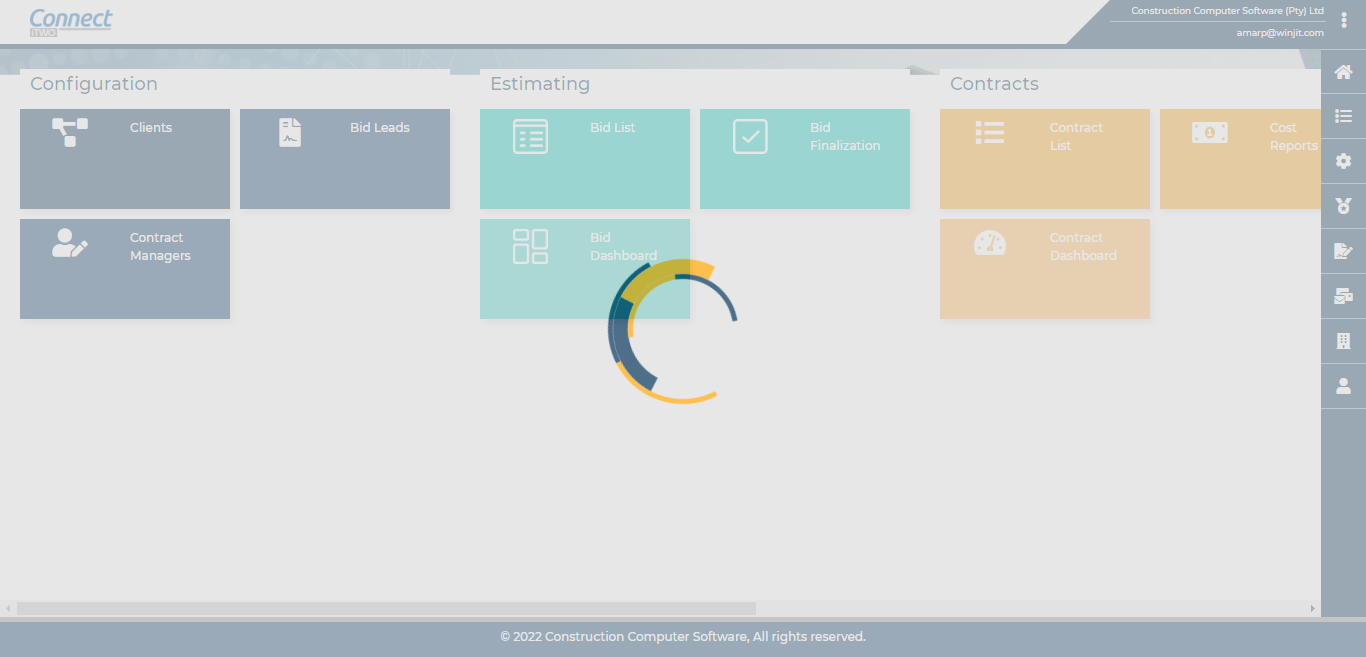 Connect
iTWO
Construction Computer Software (Pty) Ltd
amarp@winjit.com
Configuration
Clients
Bid Leads
Contract
Managers
Estimating
Bid List
Bid
Finalization
Bid
Dashboard
Contracts
Contract
List
Cost
Reports
Contract
Dashboard
© 2022 Construction Computer Software, All rights reserved.